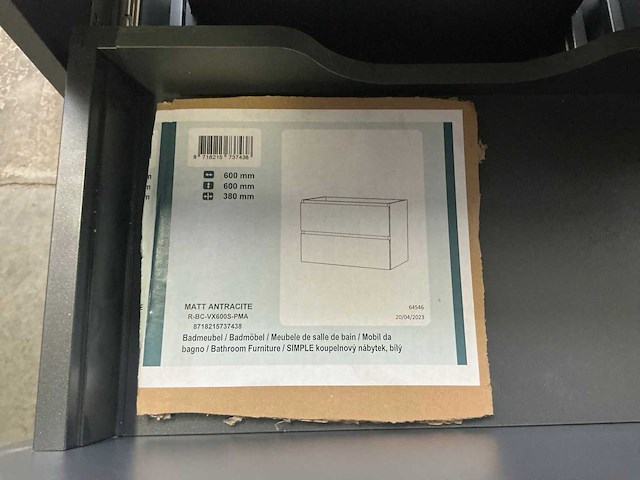 8 718215 737438
600 mm
600 mm
380 mm
MATT ANTRACITE
R-BC-VX600S-PMA
8718215737438
64546
20/04/2023
Badmeubel / Badmöbel / Meubele de salle de bain / Mobil da
bagno / Bathroom Furniture / SIMPLE koupelnový nábytek, bílý